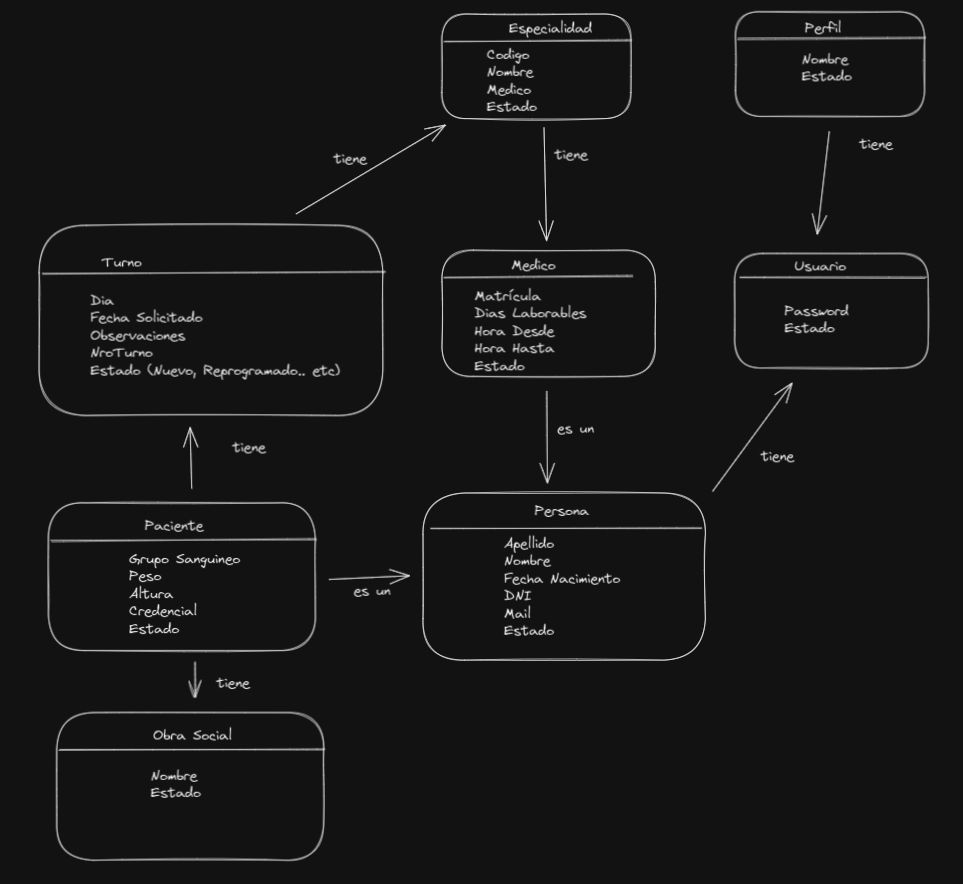 Especialidad
Codigo
Nombre
Medico
Estado
Perfil
Nombre
Estado
tiene
tiene
tiene
Turno
Dia
Fecha Solicitado
Observaciones
NroTurno
Estado (Nuevo, Reprogramado.. etc)
Medico
Matrícula
Dias Laborables
Hora Desde
Hora Hasta
Estado
Usuario
Password
Estado
tiene
es un
tiene
Paciente
Grupo Sanguineo
Peso
Altura
Credencial
Estado
es un
Persona
Apellido
Nombre
Fecha Nacimiento
DNI
Mail
Estado
tiene
Obra Social
Nombre
Estado